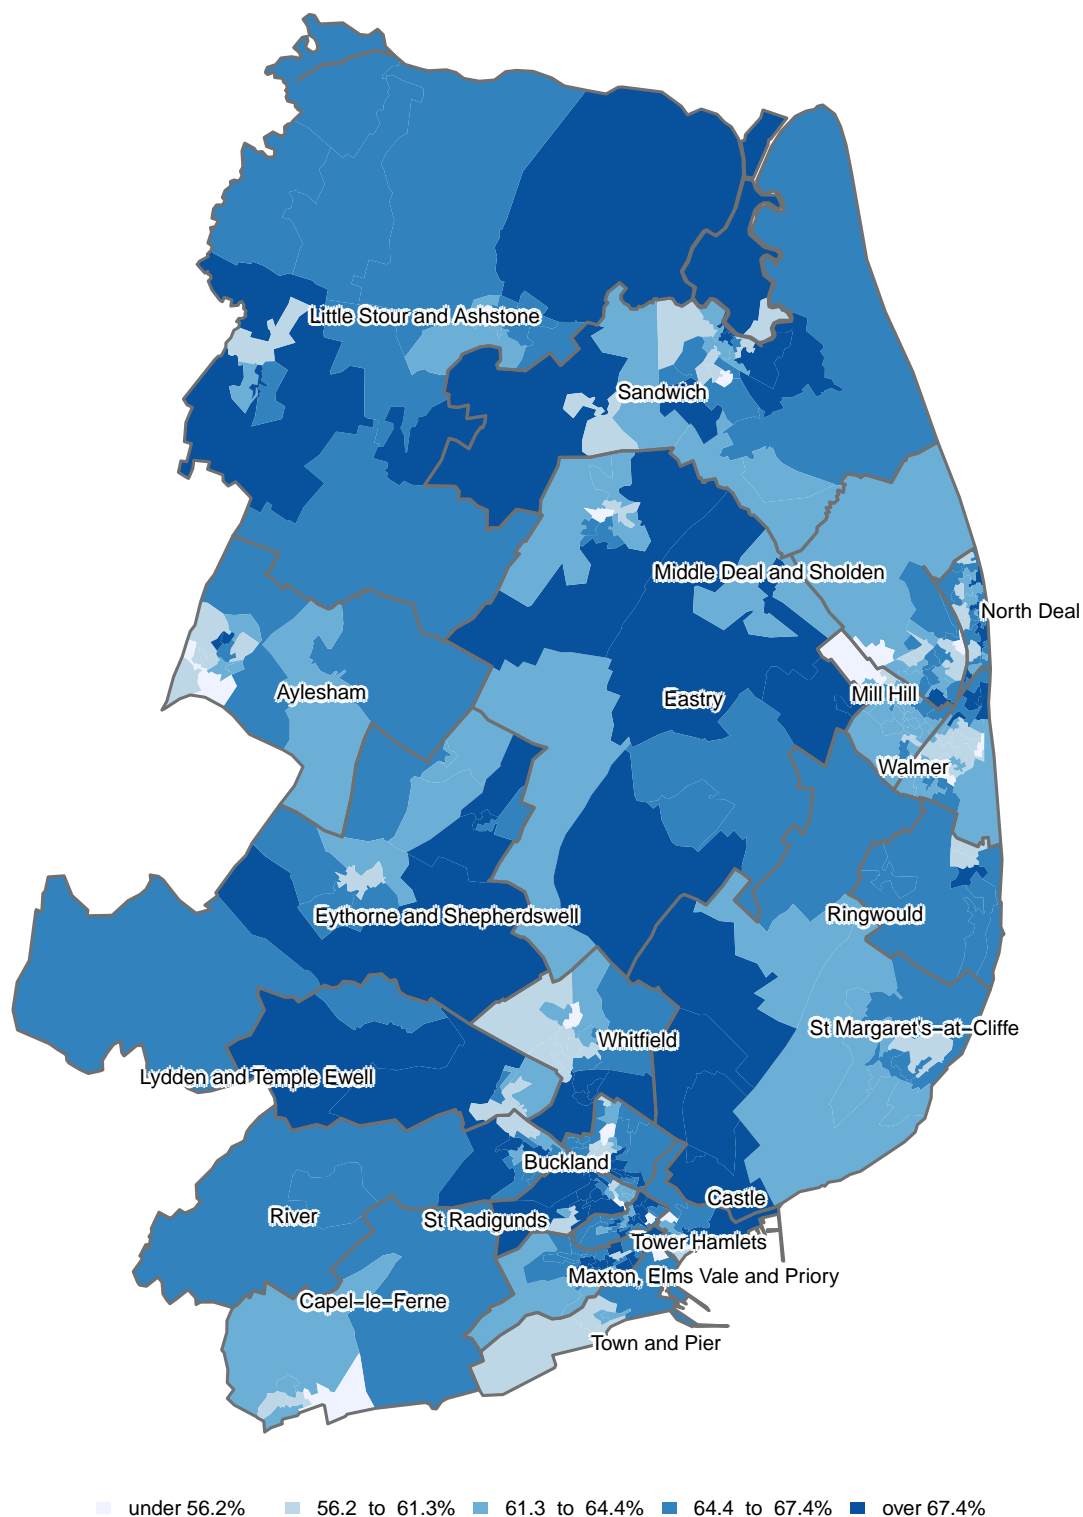 Little Stour and Ashstone
Sandwich
Middle Deal and Sholden
North Deal
Aylesham
Eastry
Mill Hill
Walmer
Eythorne and Shepherdswell
Ringwould
Whitfield
St Margaret's−at−Cliffe
Lydden and Temple Ewell
Buckland
Castle
River
St Radigunds
Tower Hamlets
Maxton, Elms Vale and Priory
Capel−le−Ferne
Town and Pier
under 56.2% 56.2 to 61.3% 61.3 to 64.4% 64.4 to 67.4% over 67.4%